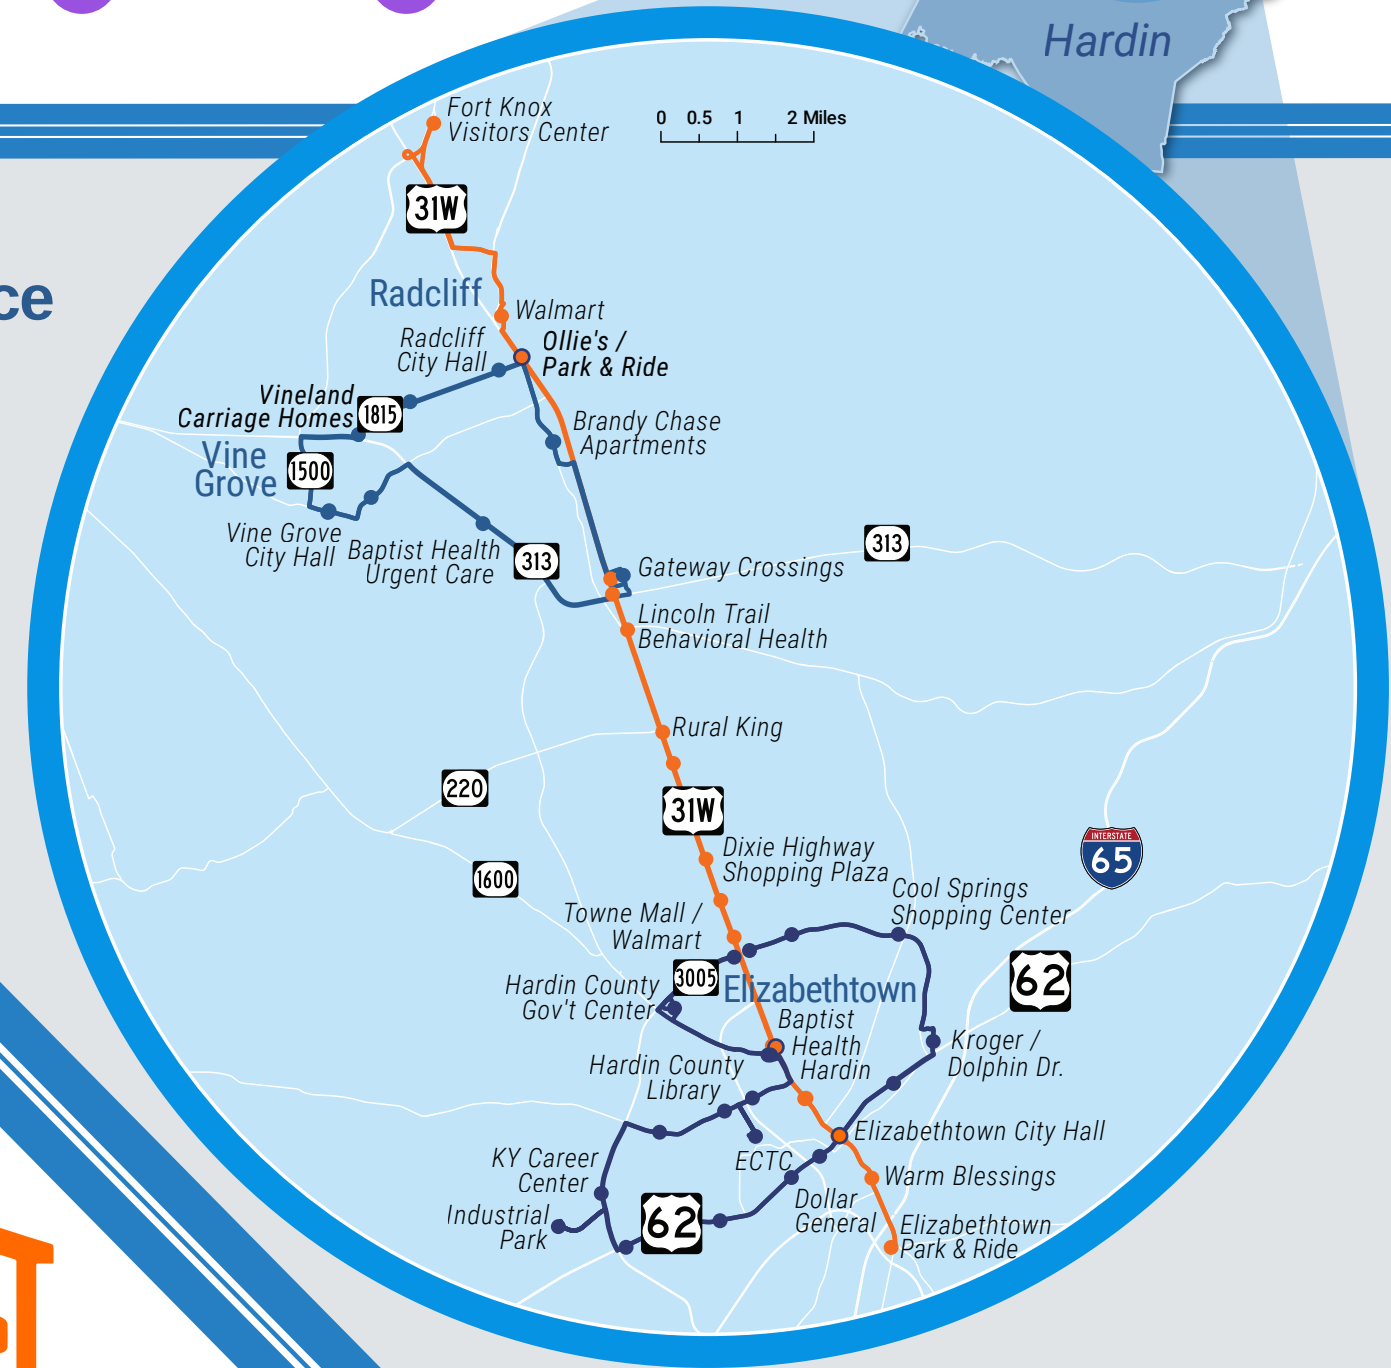 Hardin
ce
Fort Knox
Visitors Center
0 0.5 1 2 Miles
31W
Radcliff
Walmart
Radcliff
City Hall
Ollie's /
Park & Ride
Vineland
Carriage Homes
1815
Brandy Chase
Apartments
Vine
Grove
1500
Vine Grove
City Hall
Baptist Health
Urgent Care
313
313
Gateway Crossings
Lincoln Trail
Behavioral Health
Rural King
220
31W
INTERSTATE
65
Dixie Highway
Shopping Plaza
1600
Cool Springs
Shopping Center
Towne Mall /
Walmart
3005
Elizabethtown
62
Hardin County
Gov't Center
Baptist
Health
Hardin
Kroger /
Dolphin Dr.
Hardin County
Library
Elizabethtown City Hall
KY Career
Center
ECTC
Warm Blessings
Dollar
General
Industrial
Park
62
Elizabethtown
Park & Ride